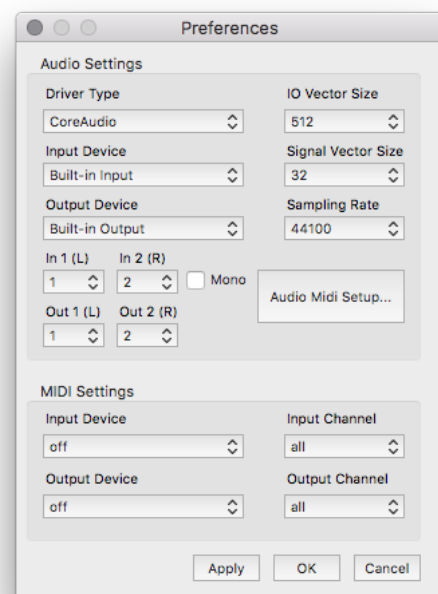 Preferences
Audio Settings
Driver Type IO Vector Size
CoreAudio 512
Input Device Signal Vector Size
Built-in Input 32
Output Device Sampling Rate
Built-in Output 44100
In 1 (L) In 2 (R)
1 2 Mono
Audio Midi Setup...
Out 1 (L) Out 2 (R)
1 2
MIDI Settings
Input Device Input Channel
off all
Output Device Output Channel
off all
Apply OK Cancel